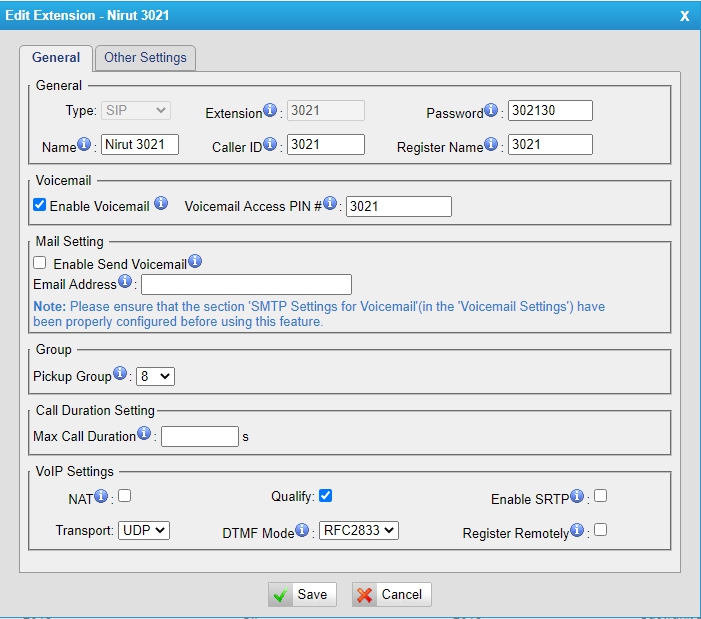 Edit Extension - Nirut 3021 X
General Other Settings
General
Type: SIP Extension : 3021 Password : 302130
Name : Nirut 3021 Caller ID : 3021 Register Name : 3021
Voicemail
Enable Voicemail Voicemail Access PIN # : 3021
Mail Setting
Enable Send Voicemail
Email Address :
Note: Please ensure that the section 'SMTP Settings for Voicemail'(in the 'Voicemail Settings') have
been properly configured before using this feature.
Group
Pickup Group : 8
Call Duration Setting
Max Call Duration : s
VoIP Settings
NAT : Qualify: Enable SRTP :
Transport: UDP DTMF Mode : RFC2833 Register Remotely :
Save Cancel